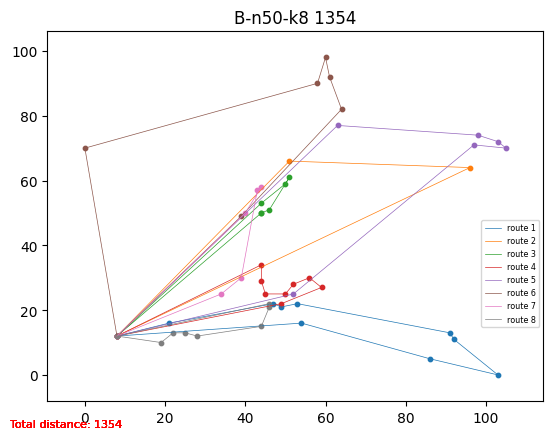 B-n50-k8 1354
100
80
60
40
20
0
0 20 40 60 80 100
route 1
route 2
route 3
route 4
route 5
route 6
route 7
route 8
Total distance: 1354